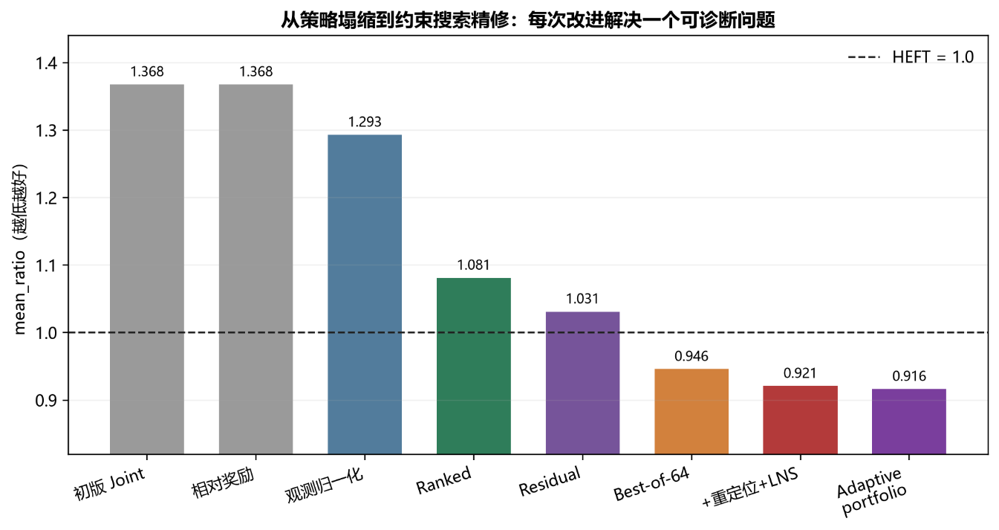 从策略塌缩到约束搜索精修：每次改进解决一个可诊断问题
HEFT = 1.0
mean_ratio（越低越好）
1.4
1.3
1.2
1.1
1.0
0.9
1.368
1.368
1.293
1.081
1.031
0.946
0.921
0.916
初版 Joint
相对奖励
观测归一化
Ranked
Residual
Best-of-64
+重定位+LNS
Adaptive
portfolio